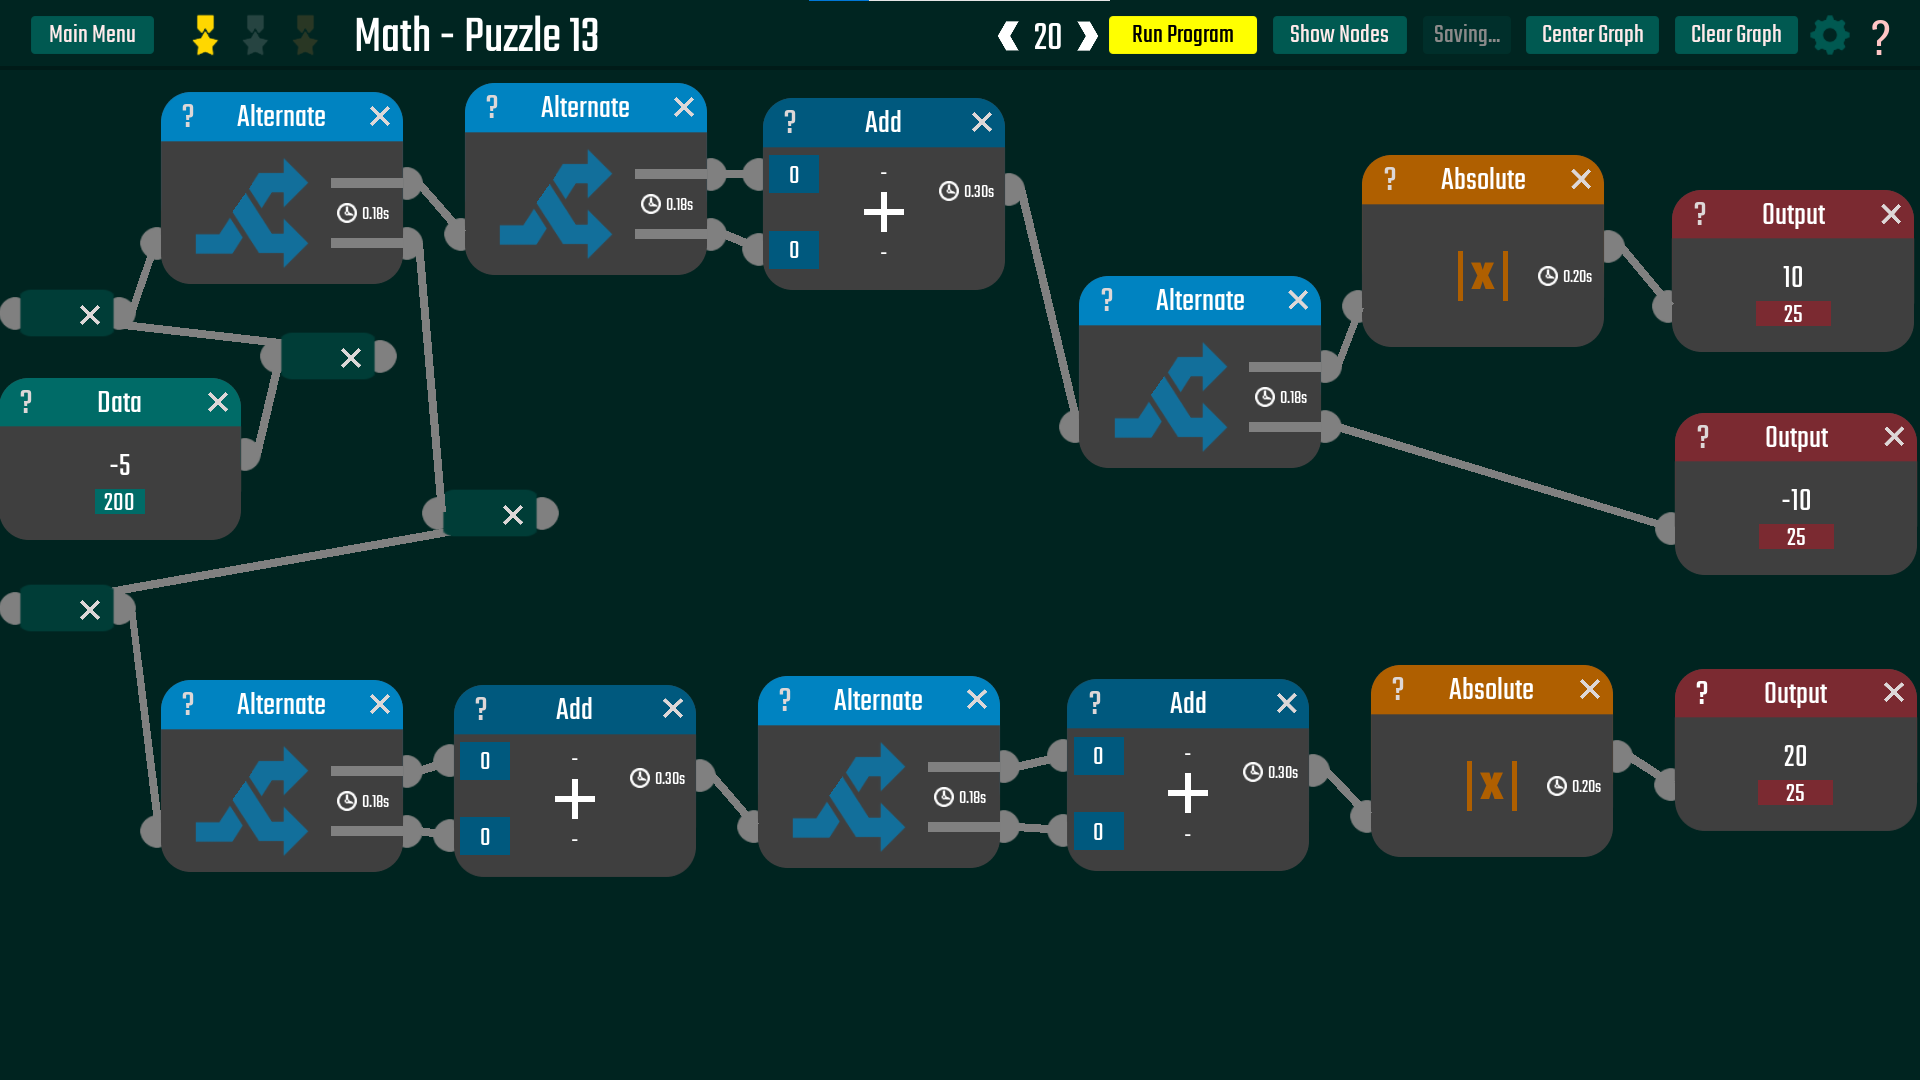 Main Menu
Math - Puzzle 13
20
Run Program
Show Nodes
Saving...
Center Graph
Clear Graph
?
? Alternate
0.18s
? Alternate
0.18s
? Add
0
0
-
+
-
0.30s
? Absolute
|x|
0.20s
? Output
10
25
? Data
-5
200
? Alternate
0.18s
? Output
-10
25
? Alternate
0.18s
? Add
0
0
-
+
-
0.30s
? Alternate
0.18s
? Add
0
0
-
+
-
0.30s
? Absolute
|x|
0.20s
? Output
20
25